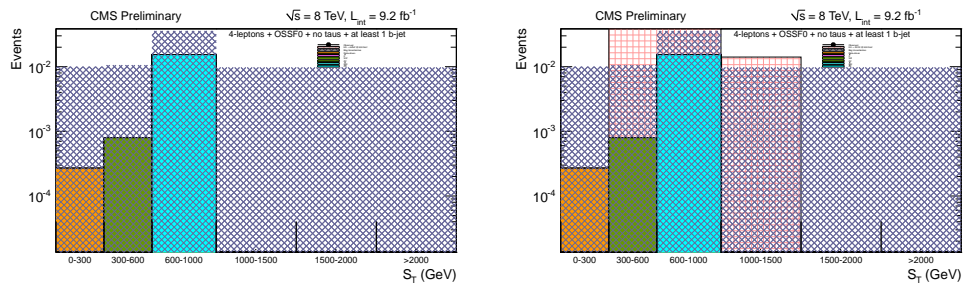 CMS Preliminary
√s = 8 TeV, L_int = 9.2 fb⁻¹
4-leptons + OSSF0 + no taus + at least 1 b-jet
Events
10⁻²
10⁻³
10⁻⁴
0-300 300-600 600-1000 1000-1500 1500-2000 >2000
S_T (GeV)
CMS Preliminary
√s = 8 TeV, L_int = 9.2 fb⁻¹
4-leptons + OSSF0 + no taus + at least 1 b-jet
Events
10⁻²
10⁻³
10⁻⁴
0-300 300-600 600-1000 1000-1500 1500-2000 >2000
S_T (GeV)